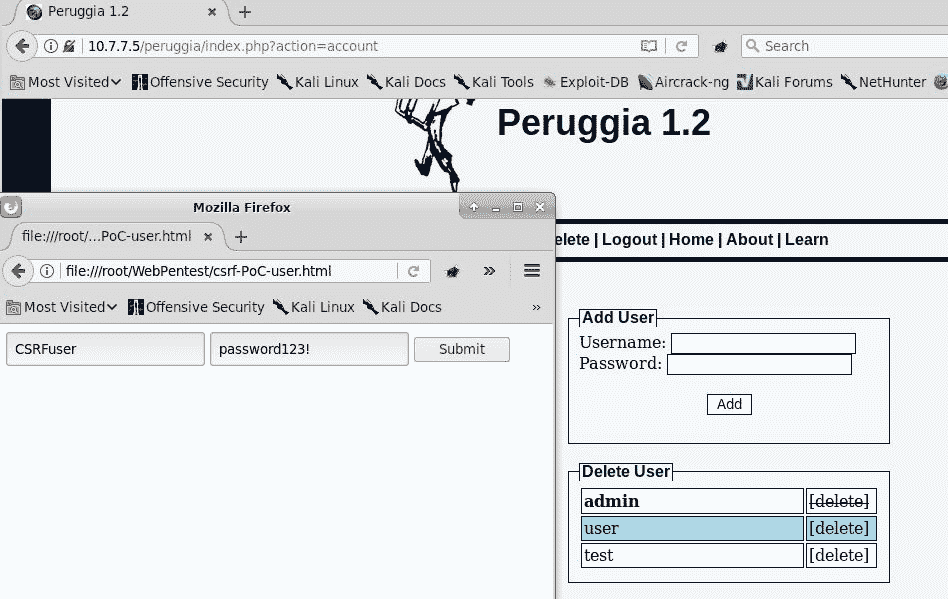 Peruggia 1.2
10.7.7.5/peruggia/index.php?action=account
Search
Most Visited Offensive Security Kali Linux Kali Docs Kali Tools Exploit-DB Aircrack-ng Kali Forums NetHunter
Peruggia 1.2
elete | Logout | Home | About | Learn
Mozilla Firefox
file:///root/...PoC-user.html
file:///root/WebPentest/csrf-PoC-user.html
Most Visited Offensive Security Kali Linux Kali Docs »
CSRFuser password123! Submit
Add User
Username:
Password:
Add
Delete User
admin [delete]
user [delete]
test [delete]